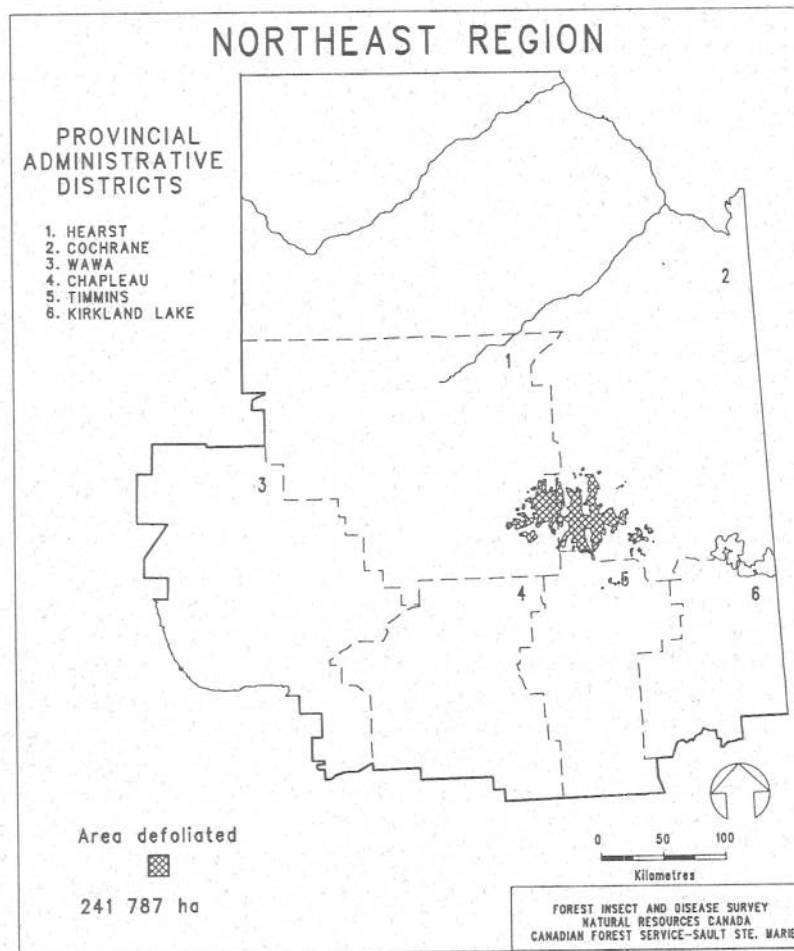 NORTHEAST REGION
PROVINCIAL
ADMINISTRATIVE
DISTRICTS
1. HEARST
2. COCHRANE
3. WAWA
4. CHAPLEAU
5. TIMMINS
6. KIRKLAND LAKE
2
1
3
4
5
6
Area defoliated
241 787 ha
0 50 100
Kilometres
FOREST INSECT AND DISEASE SURVEY
NATURAL RESOURCES CANADA
CANADIAN FOREST SERVICE-SAULT STE. MARIE